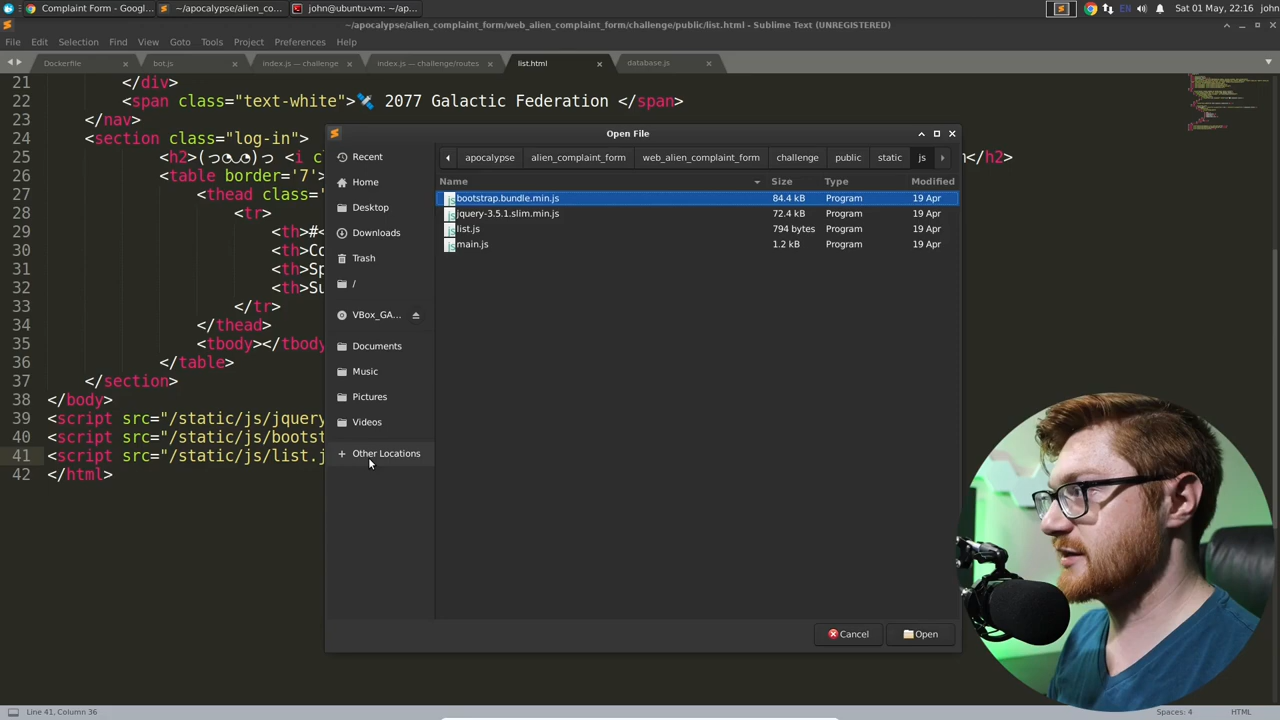 Complaint Form - Googl...
~/apocalypse/alien_co...
john@ubuntu-vm: ~/ap...
EN
Sat 01 May, 22:16
john
~/apocalypse/alien_complaint_form/web_alien_complaint_form/challenge/public/list.html - Sublime Text (UNREGISTERED)
File Edit Selection Find View Goto Tools Project Preferences Help
Dockerfile
bot.js
index.js — challenge
index.js — challenge/routes
list.html
database.js
21 </div>
22 <span class="text-white">🛰 2077 Galactic Federation </span>
23 </nav>
24 <section class="log-in">
25 <h2>(っ◔◡◔)っ <i c
n</h2>
26 <table border='7'
27 <thead class=
28 <tr>
29 <th>#<
30 <th>Co
31 <th>Sp
32 <th>Su
33 </tr>
34 </thead>
35 <tbody></tbody
36 </table>
37 </section>
38 </body>
39 <script src="/static/js/jquery
40 <script src="/static/js/bootst
41 <script src="/static/js/list.j
42 </html>
Open File
Recent
Home
Desktop
Downloads
Trash
/
VBox_GA...
Documents
Music
Pictures
Videos
+ Other Locations
apocalypse alien_complaint_form web_alien_complaint_form challenge public static js
Name Size Type Modified
bootstrap.bundle.min.js 84.4 kB Program 19 Apr
jquery-3.5.1.slim.min.js 72.4 kB Program 19 Apr
list.js 794 bytes Program 19 Apr
main.js 1.2 kB Program 19 Apr
Cancel
Open
Line 41, Column 36
Spaces: 4
HTML